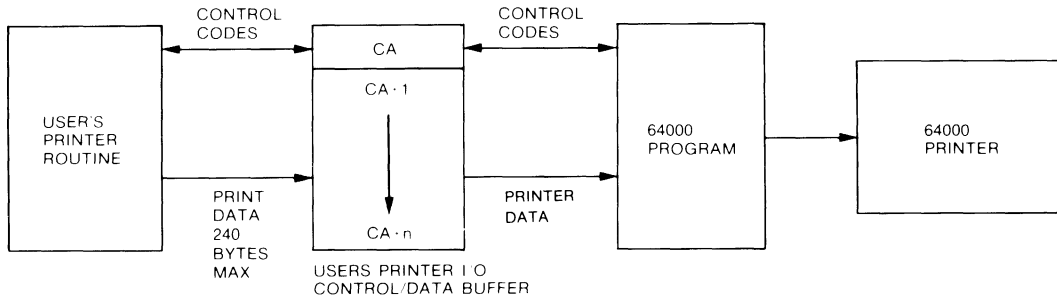 CONTROL
CODES
CONTROL
CODES
CA
CA·1
USER'S
PRINTER
ROUTINE
64000
PROGRAM
64000
PRINTER
PRINT
DATA
240
BYTES
MAX
PRINTER
DATA
CA·n
USERS PRINTER I'O
CONTROL/DATA BUFFER